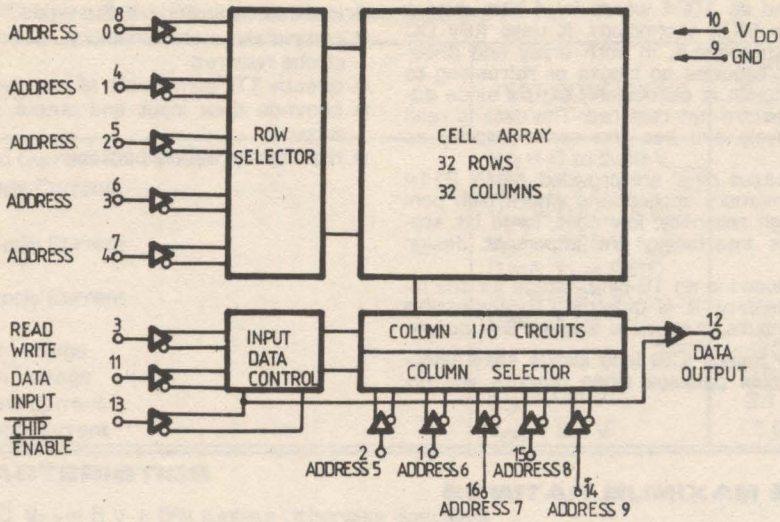 8
ADDRESS 0
4
ADDRESS 1
5
ADDRESS 2
6
ADDRESS 3
7
ADDRESS 4
ROW
SELECTOR
CELL ARRAY
32 ROWS
32 COLUMNS
10 VDD
9 GND
READ 3
WRITE
DATA 11
INPUT
13
CHIP
ENABLE
INPUT
DATA
CONTROL
COLUMN I/O CIRCUITS
COLUMN SELECTOR
12
DATA
OUTPUT
2
ADDRESS 5
1
ADDRESS 6
16
ADDRESS 7
15
ADDRESS 8
14
ADDRESS 9